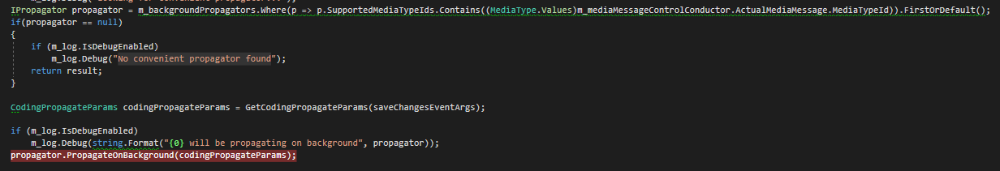 IPropagator propagator = m_backgroundPropagators.Where(p => p.SupportedMediaTypeIds.Contains((MediaType.Values)m_mediaMessageControlConductor.ActualMediaMessage.MediaTypeId)).FirstOrDefault();
if(propagator == null)
{
    if (m_log.IsDebugEnabled)
        m_log.Debug("No convenient propagator found");
    return result;
}

CodingPropagateParams codingPropagateParams = GetCodingPropagateParams(saveChangesEventArgs);

if (m_log.IsDebugEnabled)
    m_log.Debug(string.Format("{0} will be propagating on background", propagator));
propagator.PropagateOnBackground(codingPropagateParams);